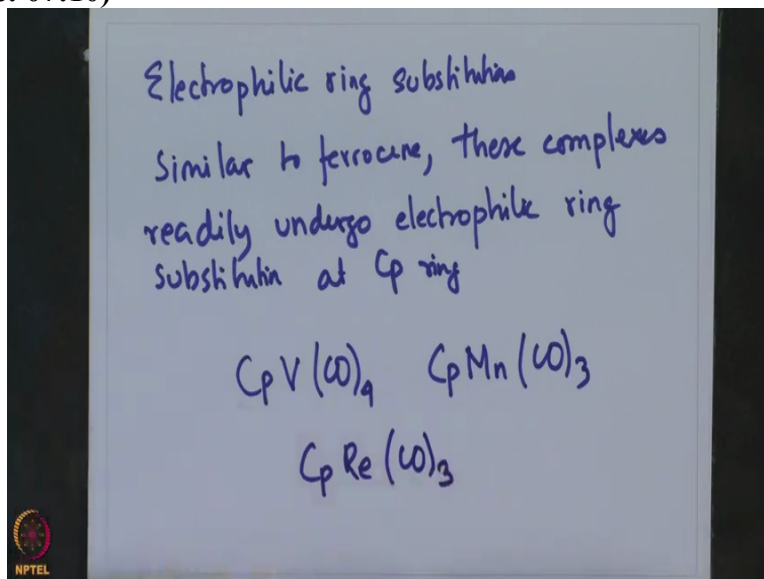 Electrophilic ring substitution
Similar to ferrocene, these complexes
readily undergo electrophilic ring
substitution at Cp ring
CpV(CO)4 CpMn(CO)3
CpRe(CO)3
NPTEL